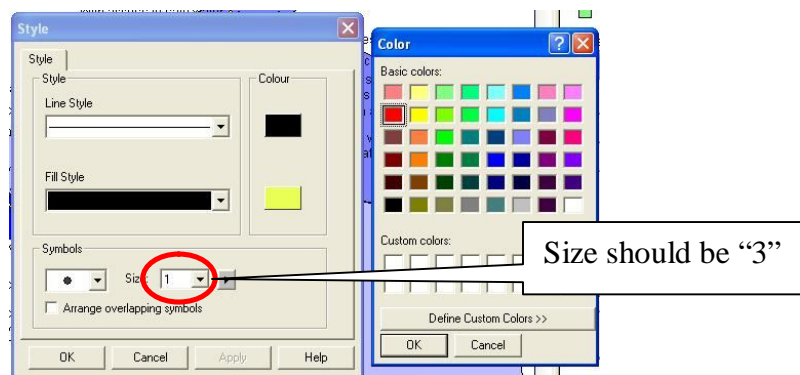 Style
Style
Style
Colour
Line Style
Fill Style
Symbols
Size: 1
Arrange overlapping symbols
OK Cancel Apply Help
Color
Basic colors:
Custom colors:
Define Custom Colors >>
OK Cancel
Size should be “3”